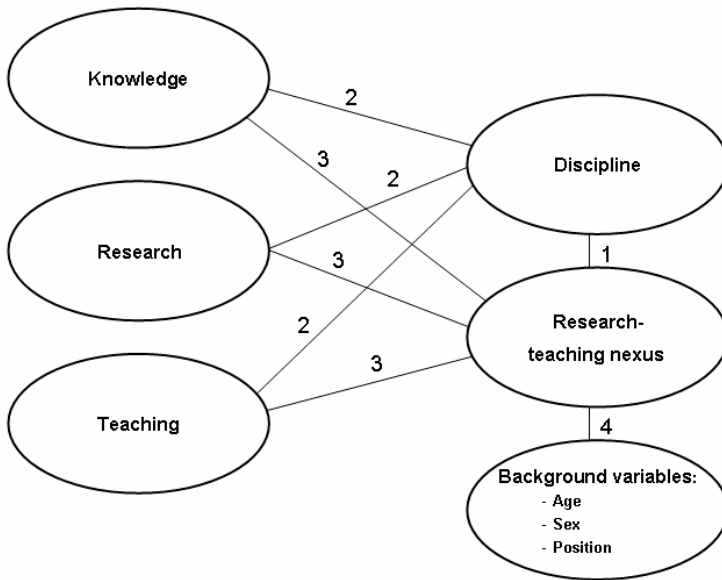 Knowledge
2
Discipline
3
2
Research
3
1
2
Research-
teaching nexus
3
Teaching
4
Background variables:
- Age
- Sex
- Position